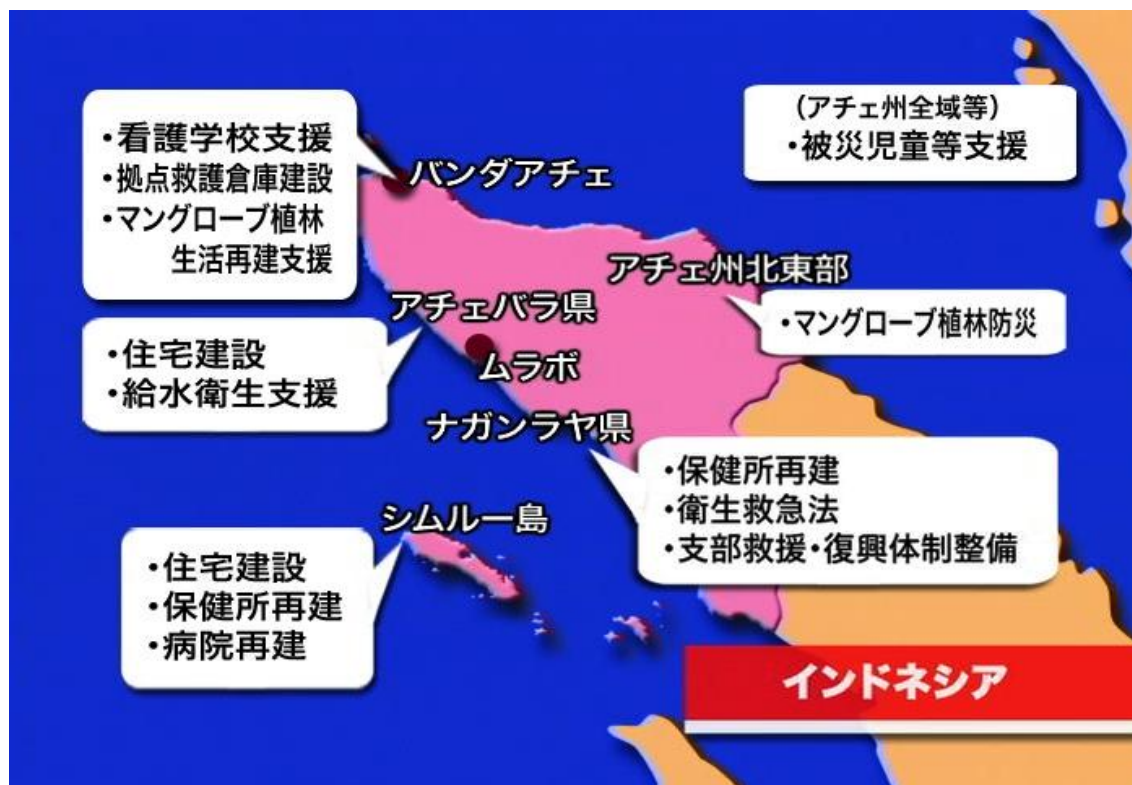 ・看護学校支援
・拠点救護倉庫建設
・マングローブ植林
生活再建支援
バンダアチェ
(アチェ州全域等)
・被災児童等支援
アチェ州北東部
・マングローブ植林防災
アチェバラ県
・住宅建設
・給水衛生支援
ムラボ
ナガンラヤ県
・保健所再建
・衛生救急法
・支部救援・復興体制整備
シムルー島
・住宅建設
・保健所再建
・病院再建
インドネシア